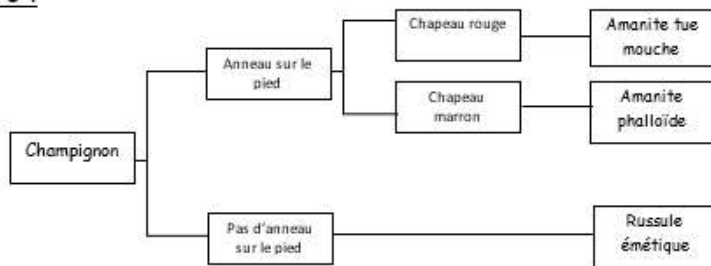 Chapeau rouge
Amanite tue
mouche
Anneau sur le
pied
Chapeau
marron
Amanite
phalloïde
Champignon
Pas d'anneau
sur le pied
Russule
émétique